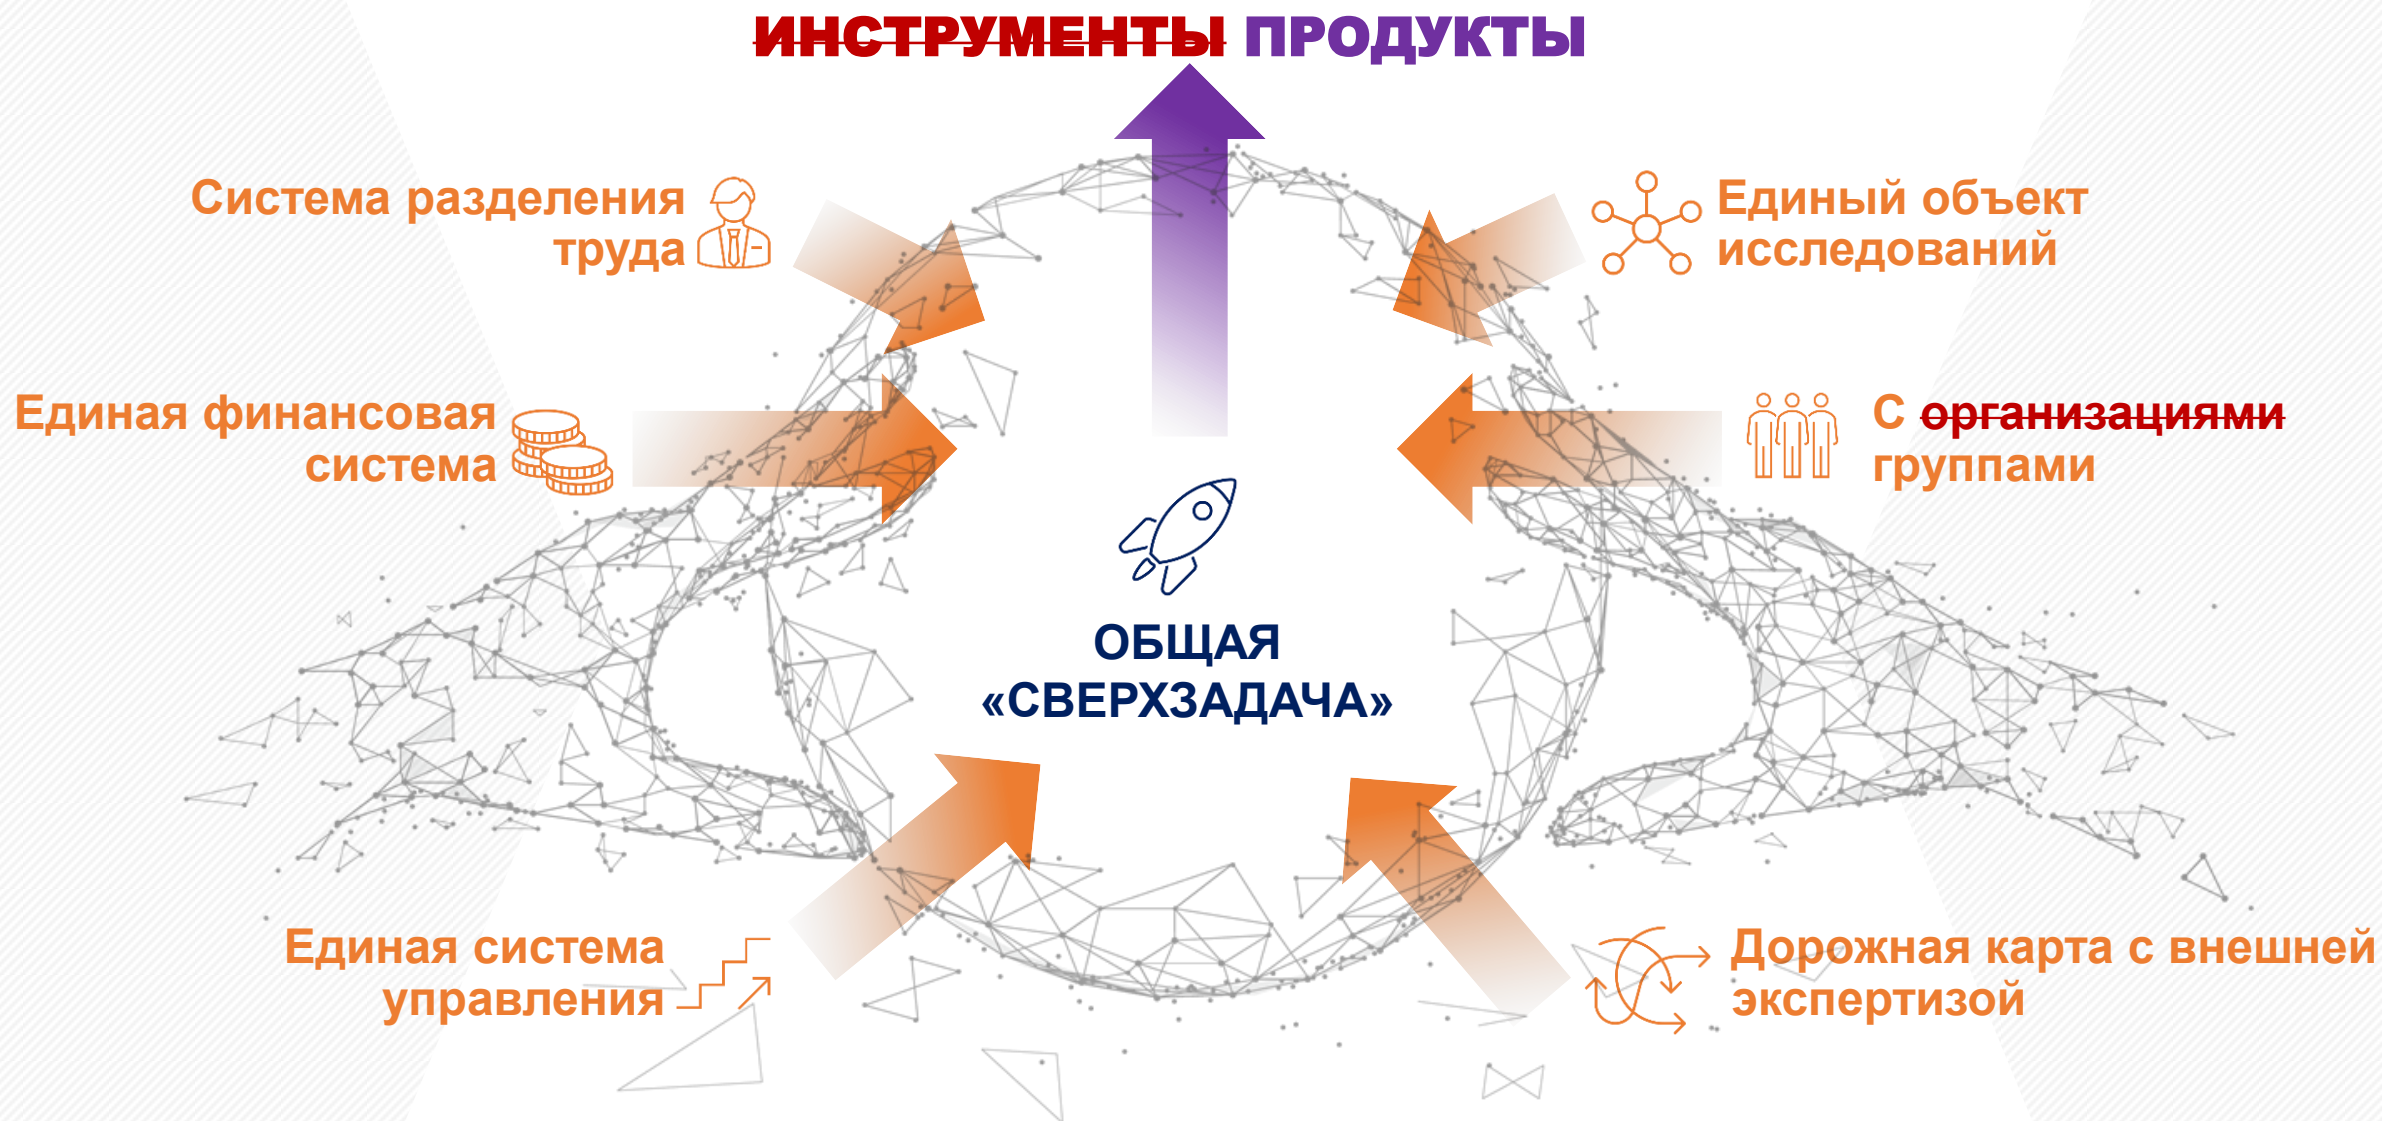 ИНСТРУМЕНТЫ ПРОДУКТЫ
Система разделения
труда
Единый объект
исследований
Единая финансовая
система
С организациями
группами
ОБЩАЯ
«СВЕРХЗАДАЧА»
Единая система
управления
Дорожная карта с внешней
экспертизой